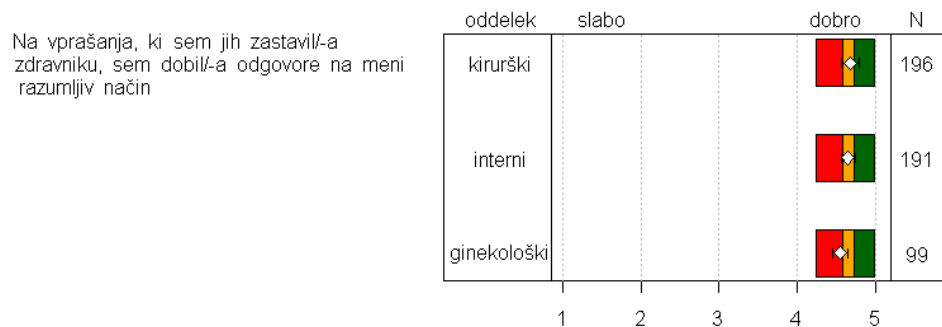 oddelek slabo dobro N
Na vprašanja, ki sem jih zastavil/-a
zdravniku, sem dobil/-a odgovore na meni
razumljiv način
kirurški 196
interni 191
ginekološki 99
1 2 3 4 5